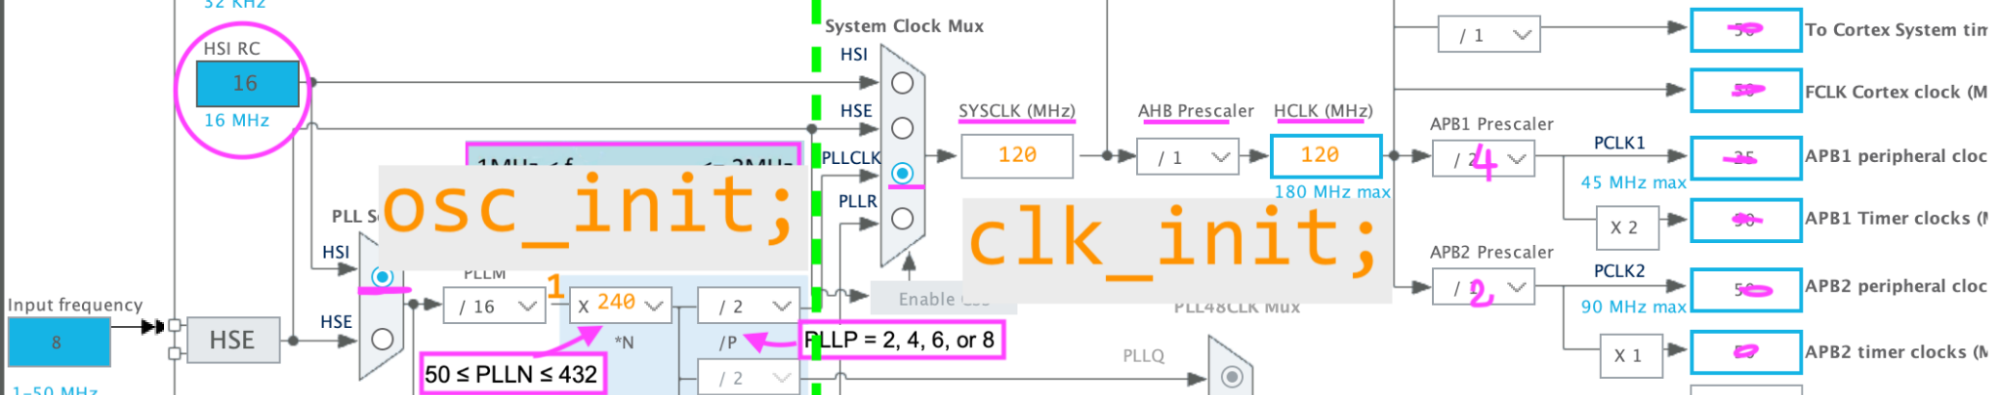 32 KHz
System Clock Mux
HSI RC
16
16 MHz
HSI
HSE
PLLCLK
PLLR
SYSCLK (MHz)
120
AHB Prescaler
/ 1
HCLK (MHz)
120
180 MHz max
/ 1
To Cortex System tim
FCLK Cortex clock (M
APB1 Prescaler
/ 4
PCLK1
45 MHz max
APB1 peripheral cloc
X 2
APB1 Timer clocks (
osc_init;
clk_init;
PLL S
HSI
HSE
PLLM
/ 16
1
X 240
*N
/ 2
/P
/ 2
Enable
PLL48CLK Mux
PLLQ
APB2 Prescaler
/ 2
PCLK2
90 MHz max
APB2 peripheral cloc
X 1
APB2 timer clocks (M
Input frequency
8
1-50 MHz
HSE
50 ≤ PLLN ≤ 432
PLLP = 2, 4, 6, or 8